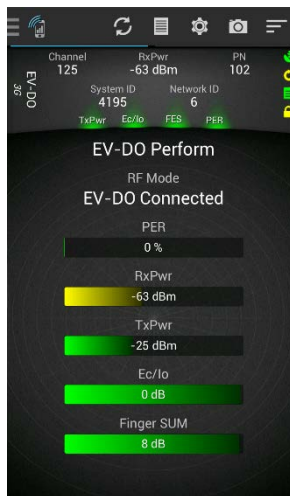 Channel RxPwr PN
125 -63 dBm 102
EV-DO
3G
System ID Network ID
4195 6
TxPwr Ec/Io FES PER
EV-DO Perform
RF Mode
EV-DO Connected
PER
0 %
RxPwr
-63 dBm
TxPwr
-25 dBm
Ec/Io
0 dB
Finger SUM
8 dB